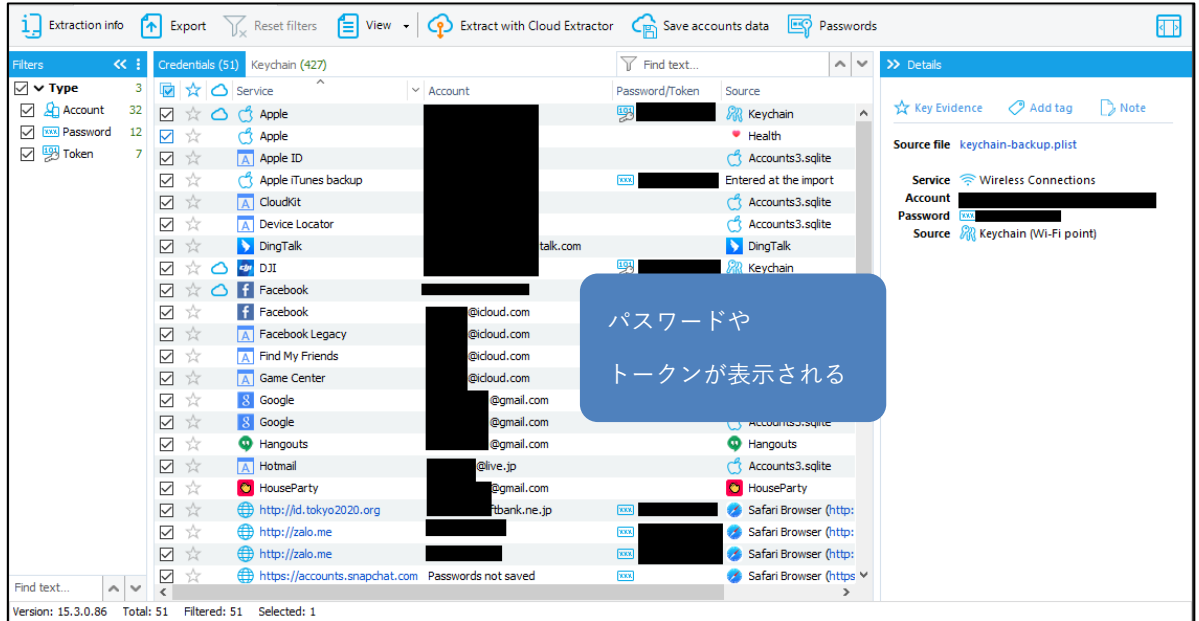 Extraction info Export Reset filters View Extract with Cloud Extractor Save accounts data Passwords
Filters
Type 3
Account 32
Password 12
Token 7
Find text...
Credentials (51) Keychain (427) Find text...
Service Account Password/Token Source
Apple Keychain
Apple Health
Apple ID Accounts3.sqlite
Apple iTunes backup Entered at the import
CloudKit Accounts3.sqlite
Device Locator Accounts3.sqlite
DingTalk talk.com DingTalk
DJI Keychain
Facebook
Facebook @icloud.com
Facebook Legacy @icloud.com
Find My Friends @icloud.com
Game Center @icloud.com
Google @gmail.com
Google @gmail.com Accounts3.sqlite
Hangouts @gmail.com Hangouts
Hotmail @live.jp Accounts3.sqlite
HouseParty @gmail.com HouseParty
http://id.tokyo2020.org ftbank.ne.jp Safari Browser (http:
http://zalo.me Safari Browser (http:
http://zalo.me Safari Browser (http:
https://accounts.snapchat.com Passwords not saved Safari Browser (https
パスワードや
トークンが表示される
Details
Key Evidence Add tag Note
Source file keychain-backup.plist
Service Wireless Connections
Account
Password
Source Keychain (Wi-Fi point)
Version: 15.3.0.86 Total: 51 Filtered: 51 Selected: 1